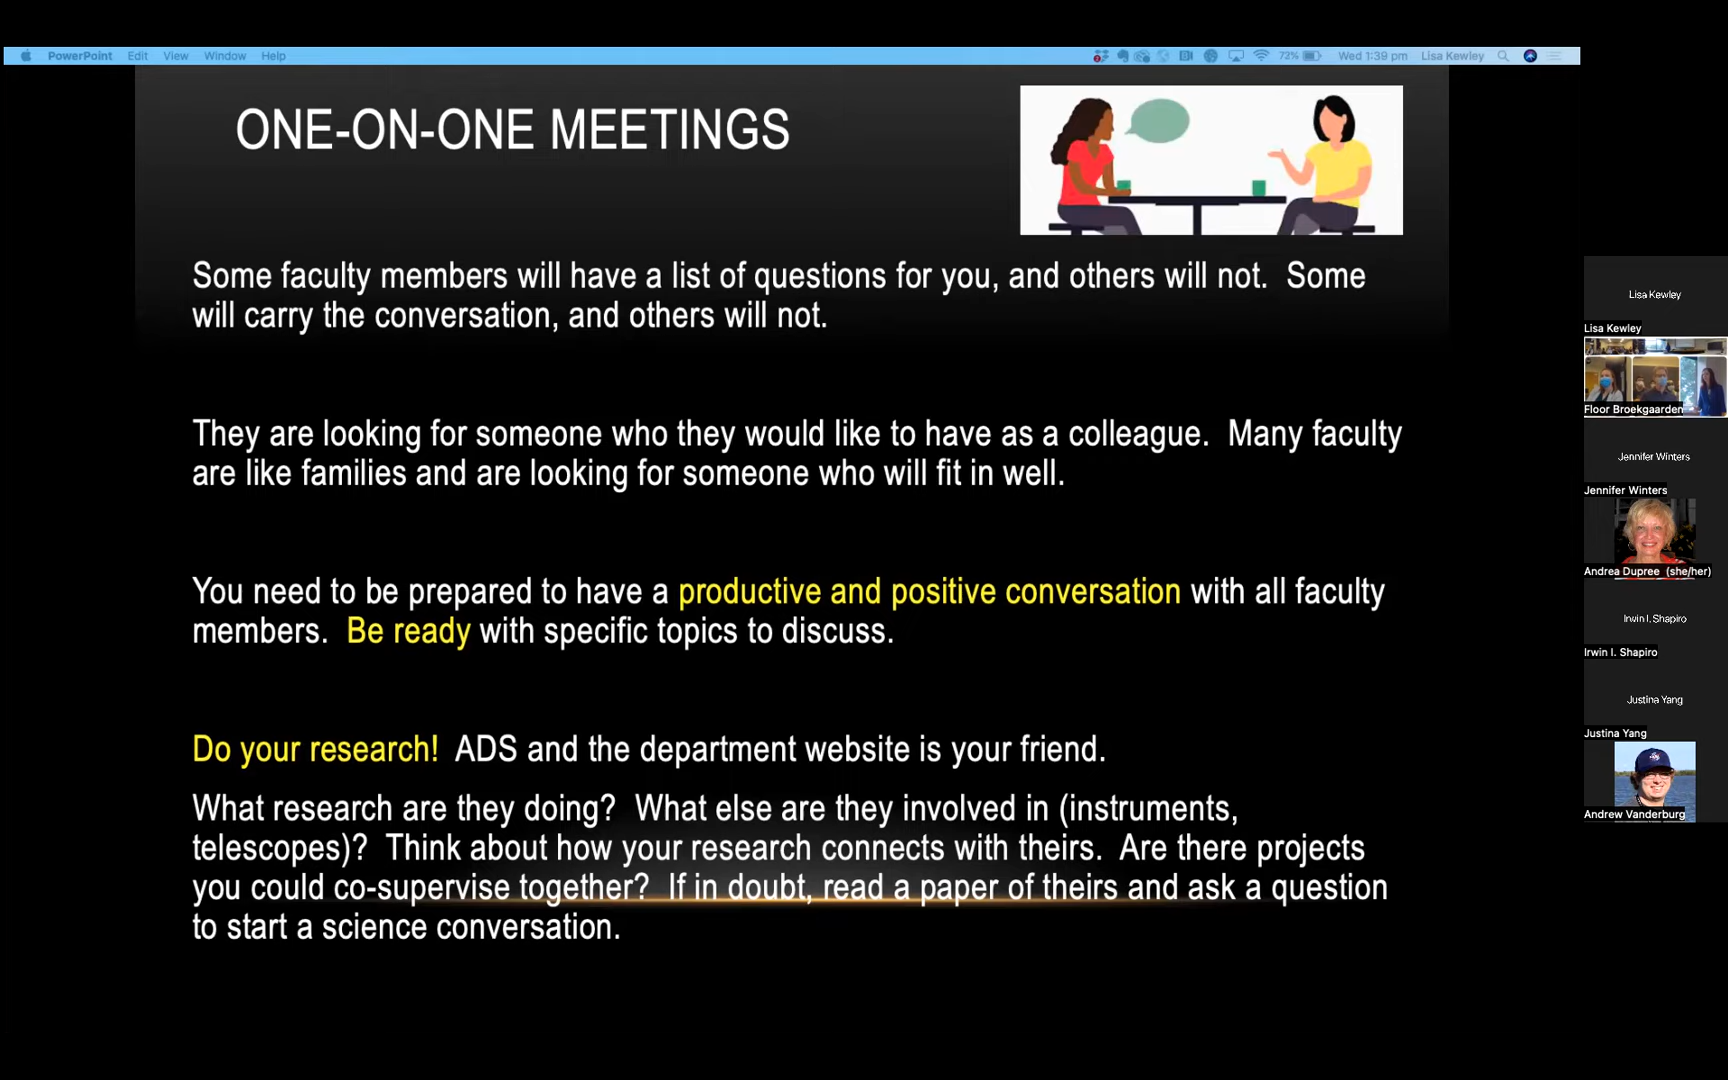 PowerPoint Edit View Window Help
73% Wed 1:39 pm Lisa Kewley
ONE-ON-ONE MEETINGS
Some faculty members will have a list of questions for you, and others will not. Some
will carry the conversation, and others will not.
They are looking for someone who they would like to have as a colleague. Many faculty
are like families and are looking for someone who will fit in well.
You need to be prepared to have a productive and positive conversation with all faculty
members. Be ready with specific topics to discuss.
Do your research! ADS and the department website is your friend.
What research are they doing? What else are they involved in (instruments,
telescopes)? Think about how your research connects with theirs. Are there projects
you could co-supervise together? If in doubt, read a paper of theirs and ask a question
to start a science conversation.
Lisa Kewley
Lisa Kewley
Floor Broekgaarden
Jennifer Winters
Jennifer Winters
Andrea Dupree (she/her)
Irwin I. Shapiro
Irwin I. Shapiro
Justina Yang
Justina Yang
Andrew Vanderburg